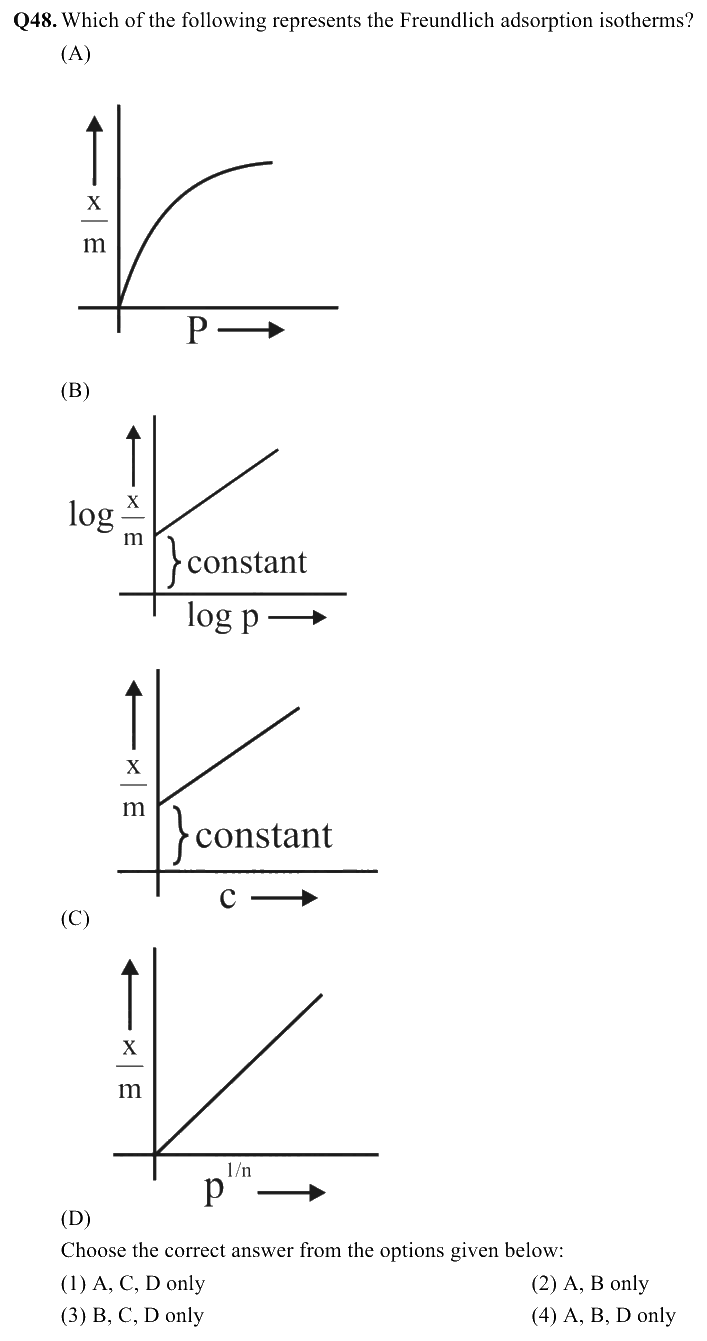 Q48. Which of the following represents the Freundlich adsorption isotherms?
(A)
x
m
P
(B)
log x
m
constant
log p
x
m
constant
c
(C)
x
m
p^1/n
(D)
Choose the correct answer from the options given below:
(1) A, C, D only (2) A, B only
(3) B, C, D only (4) A, B, D only